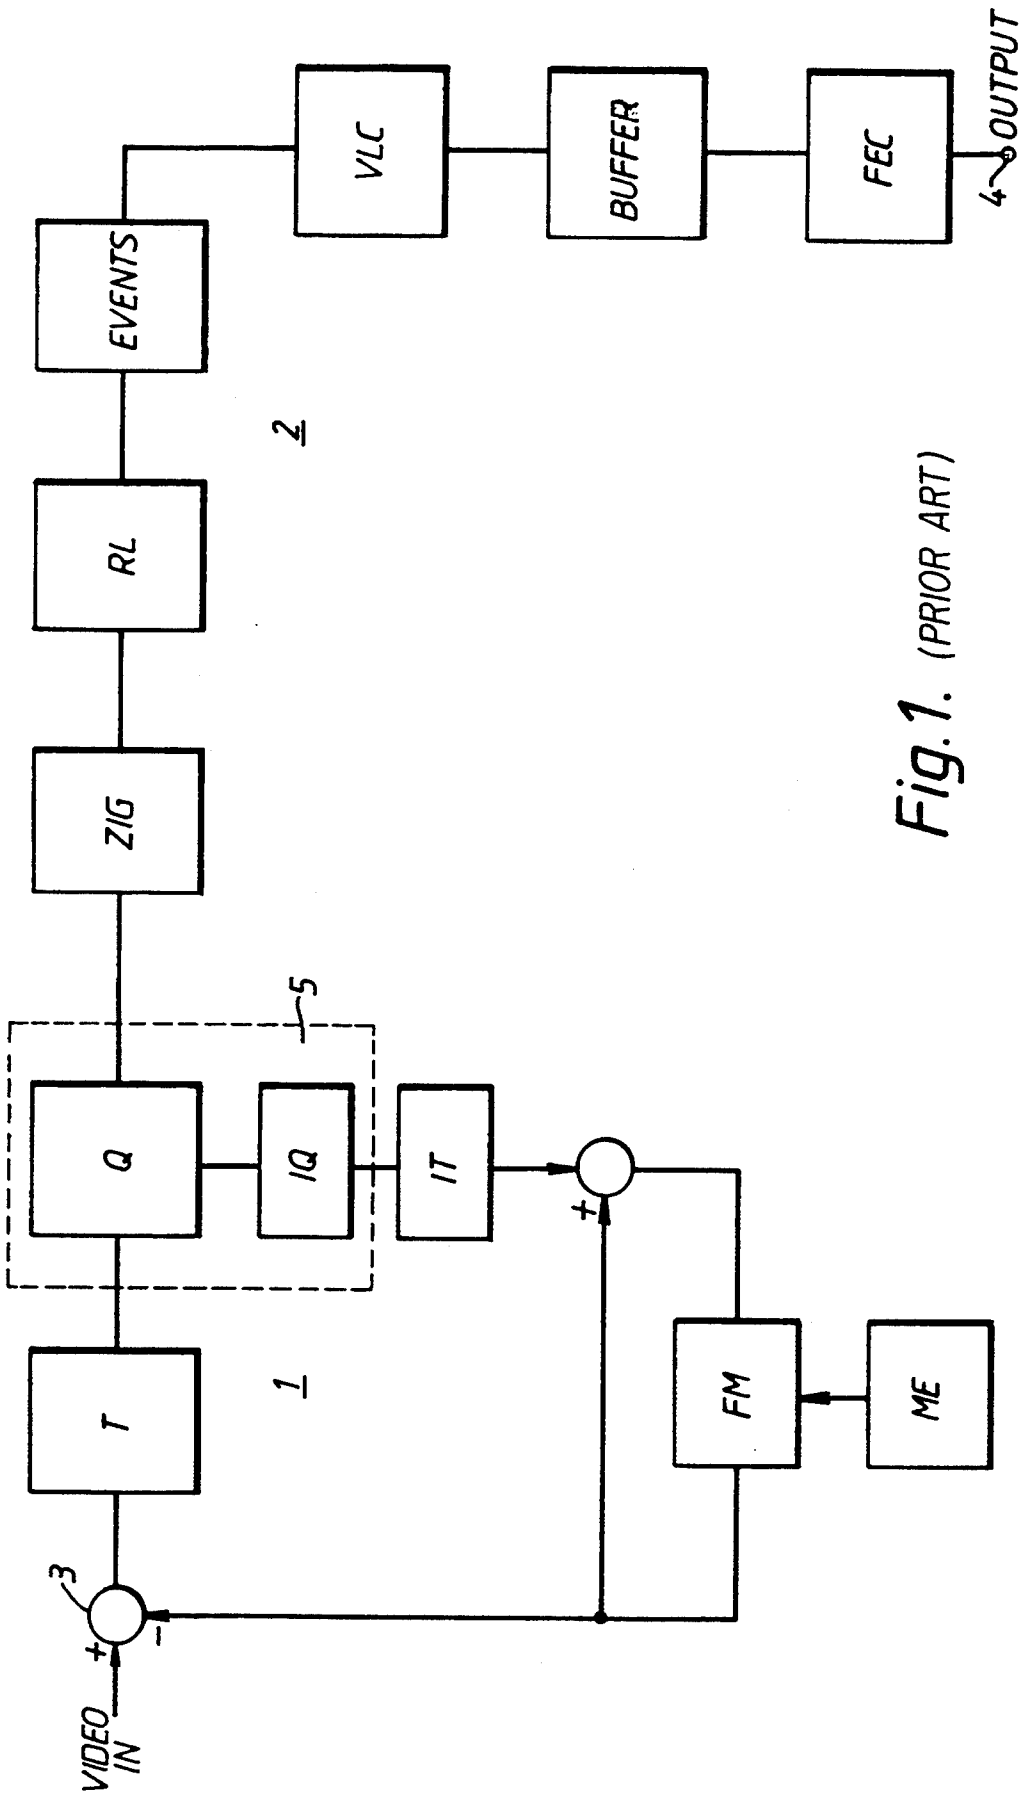 VIDEO
IN
+
-
3
T
1
Q
IQ
5
IT
+
FM
ME
ZIG
RL
2
EVENTS
VLC
BUFFER
FEC
4
OUTPUT
Fig.1. (PRIOR ART)